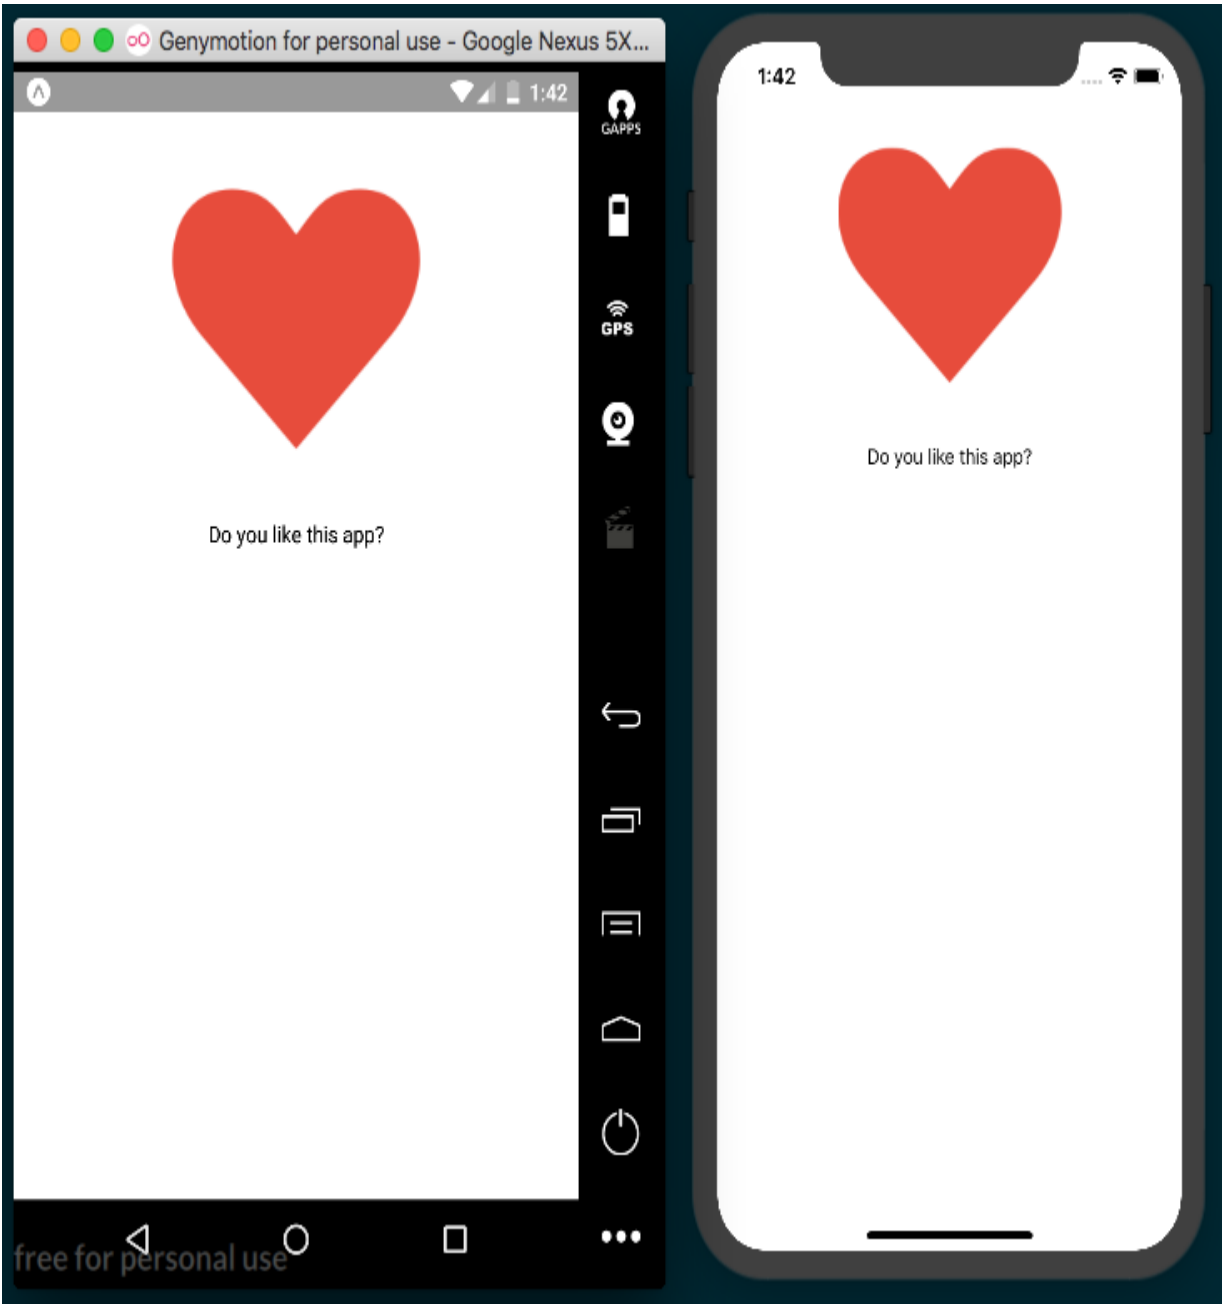 Genymotion for personal use - Google Nexus 5X...
1:42
GAPPS
GPS
Do you like this app?
free for personal use
1:42
Do you like this app?